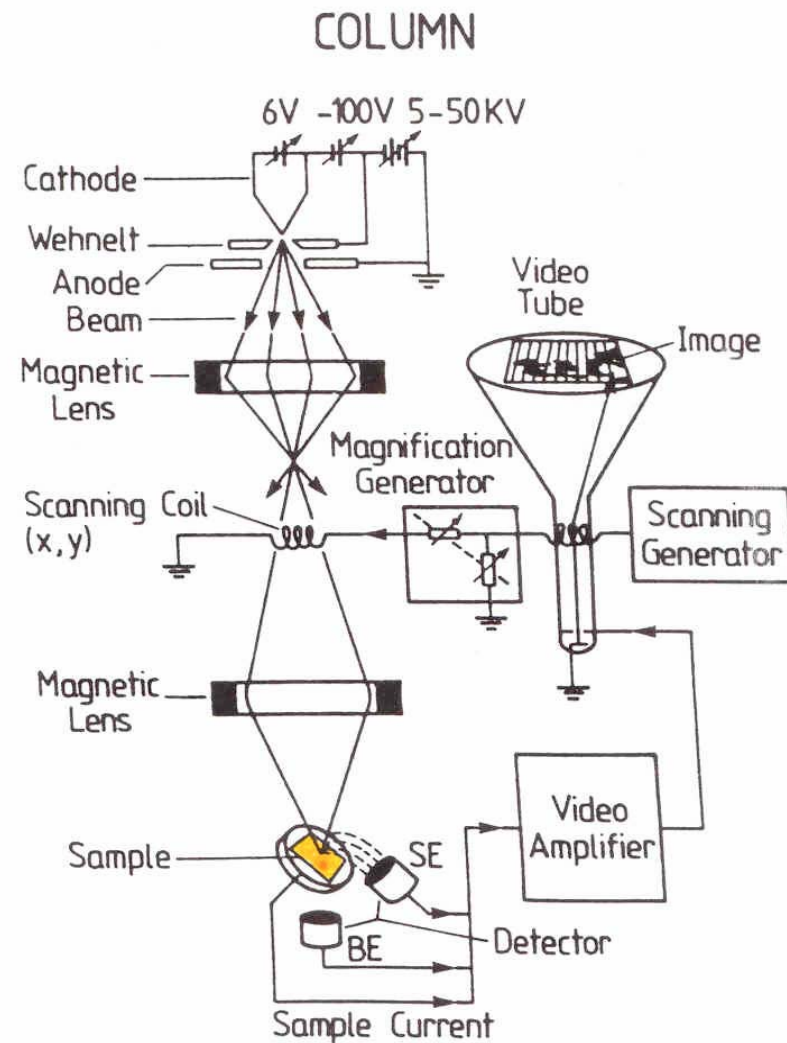 COLUMN
6V -100V 5-50KV
Cathode
Wehnelt
Anode
Beam
Magnetic
Lens
Video
Tube
Image
Magnification
Generator
Scanning Coil
(x,y)
Scanning
Generator
Magnetic
Lens
Video
Amplifier
Sample
SE
BE
Detector
Sample Current